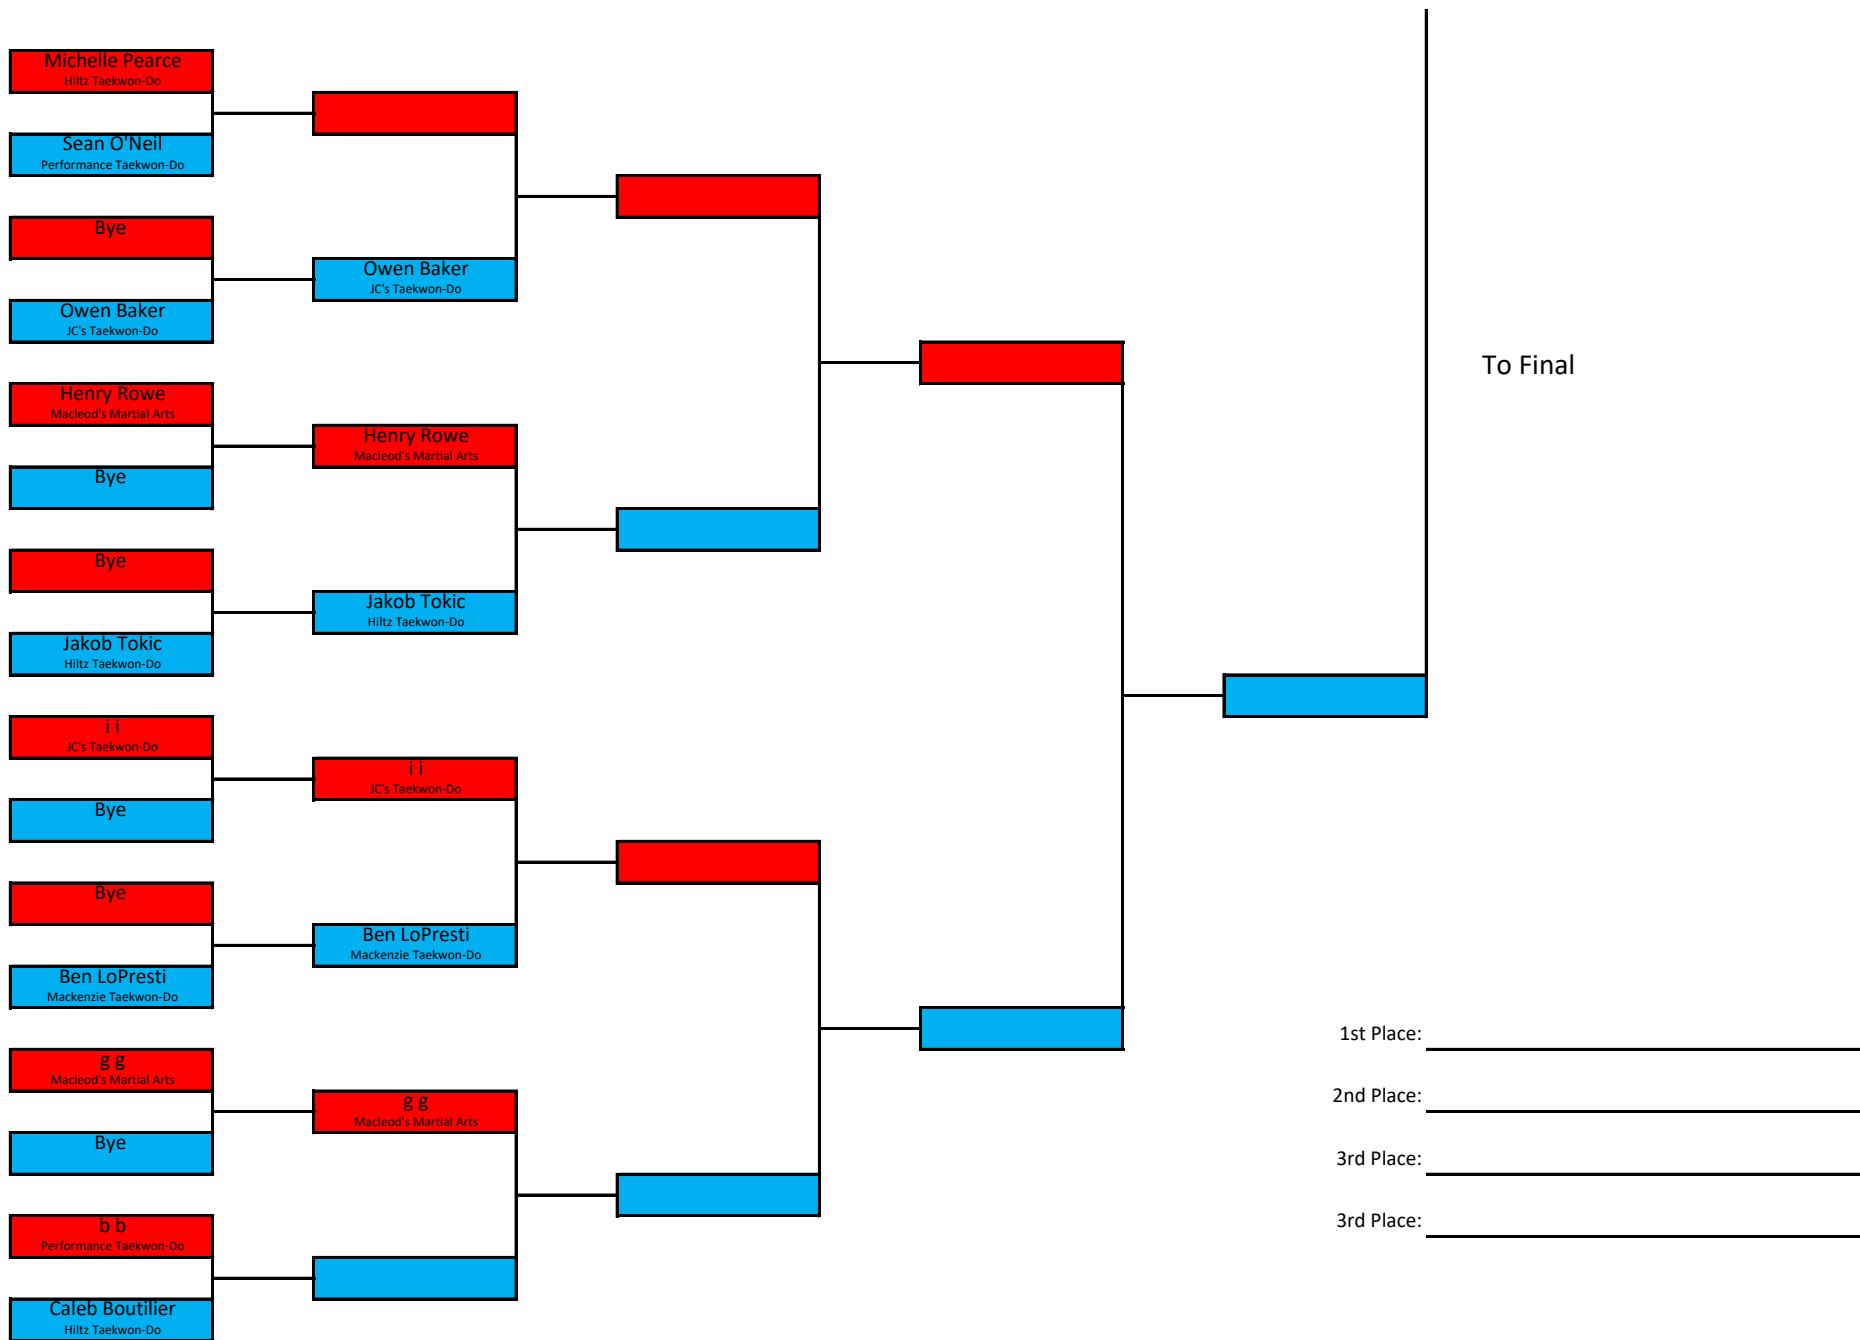 Michelle Pearce
Hiltz Taekwon-Do
Sean O'Neil
Performance Taekwon-Do
Bye
Owen Baker
JC's Taekwon-Do
Owen Baker
JC's Taekwon-Do
To Final
Henry Rowe
Macleod's Martial Arts
Henry Rowe
Macleod's Martial Arts
Bye
Bye
Jakob Tokic
Hiltz Taekwon-Do
Jakob Tokic
Hiltz Taekwon-Do
i i
JC's Taekwon-Do
i i
JC's Taekwon-Do
Bye
Bye
Ben LoPresti
Mackenzie Taekwon-Do
Ben LoPresti
Mackenzie Taekwon-Do
1st Place:
g g
Macleod's Martial Arts
2nd Place:
g g
Macleod's Martial Arts
Bye
3rd Place:
b b
Performance Taekwon-Do
3rd Place:
Caleb Boutilier
Hiltz Taekwon-Do